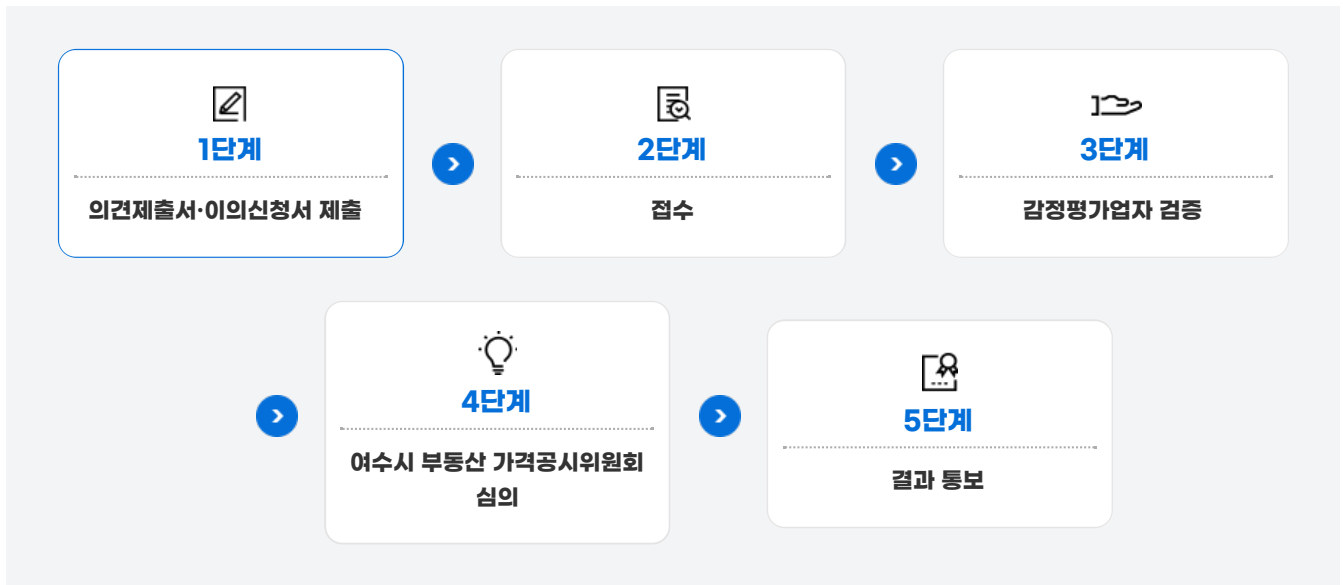 1단계
의견제출서·이의신청서 제출
2단계
접수
3단계
감정평가업자 검증
4단계
여수시 부동산 가격공시위원회
심의
5단계
결과 통보